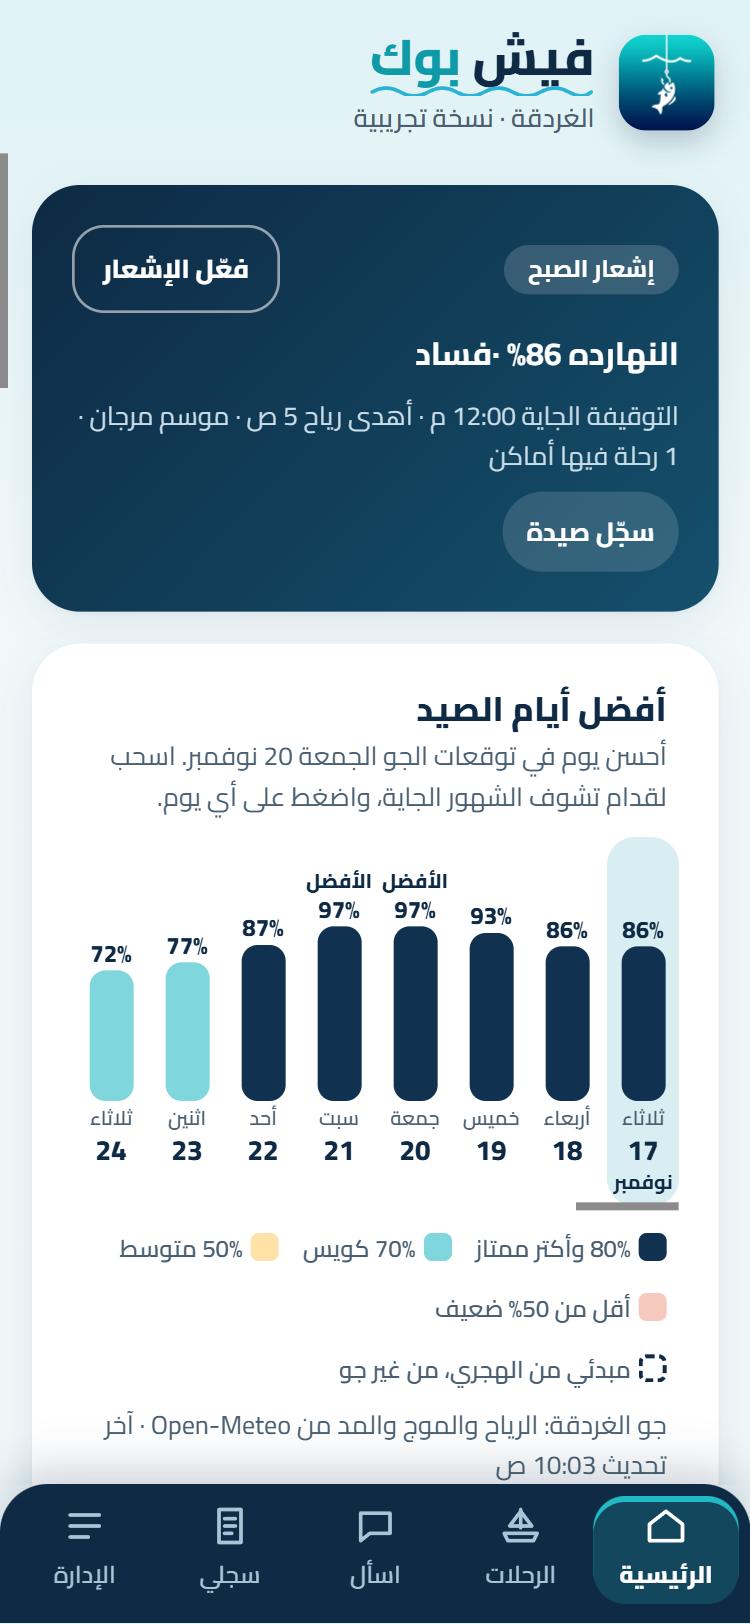 فيش بوك
الغردقة · نسخة تجريبية
إشعار الصبح
فعّل الإشعار
النهارده 86% ·فساد
التوقيفة الجاية 12:00 م · أهدى رياح 5 ص · موسم مرجان ·
1 رحلة فيها أماكن
سجّل صيدة
أفضل أيام الصيد
أحسن يوم في توقعات الجو الجمعة 20 نوفمبر. اسحب
لقدام تشوف الشهور الجاية، واضغط على أي يوم.
الأفضل الأفضل
86% 86% 93% 97% 97% 87% 77% 72%
ثلاثاء أربعاء خميس جمعة سبت أحد اثنين ثلاثاء
17 18 19 20 21 22 23 24
نوفمبر
80% وأكتر ممتاز 70% كويس 50% متوسط
أقل من 50% ضعيف
مبدئي من الهجري، من غير جو
جو الغردقة: الرياح والموج والمد من Open-Meteo · آخر
تحديث 10:03 ص
الرئيسية الرحلات اسأل سجلي الإدارة